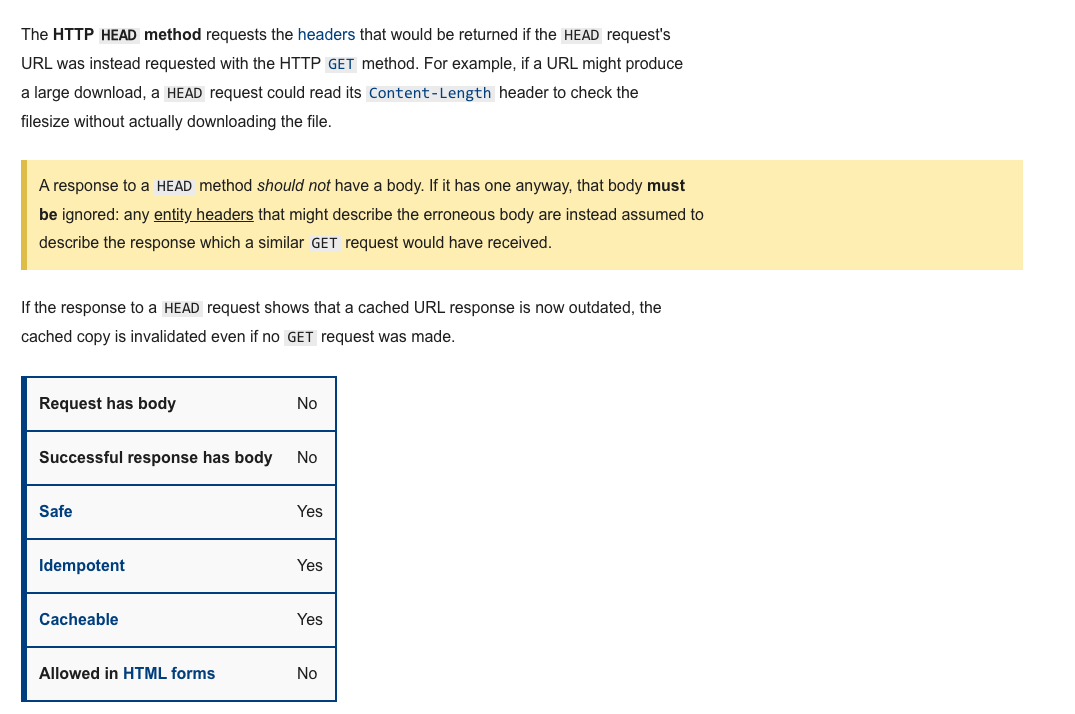 The HTTP HEAD method requests the headers that would be returned if the HEAD request's
URL was instead requested with the HTTP GET method. For example, if a URL might produce
a large download, a HEAD request could read its Content-Length header to check the
filesize without actually downloading the file.
A response to a HEAD method should not have a body. If it has one anyway, that body must
be ignored: any entity headers that might describe the erroneous body are instead assumed to
describe the response which a similar GET request would have received.
If the response to a HEAD request shows that a cached URL response is now outdated, the
cached copy is invalidated even if no GET request was made.
Request has body No
Successful response has body No
Safe Yes
Idempotent Yes
Cacheable Yes
Allowed in HTML forms No